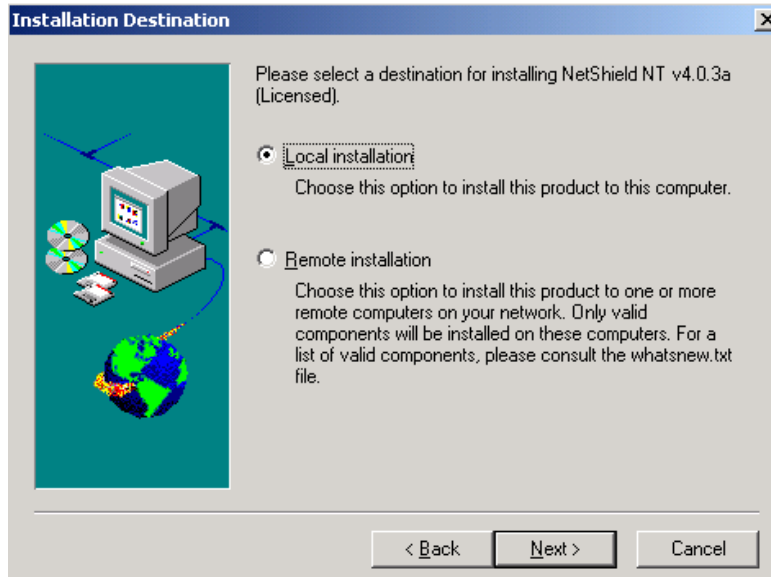 Installation Destination
Please select a destination for installing NetShield NT v4.0.3a
(Licensed).
Local installation
Choose this option to install this product to this computer.
Remote installation
Choose this option to install this product to one or more
remote computers on your network. Only valid
components will be installed on these computers. For a
list of valid components, please consult the whatsnew.txt
file.
< Back
Next >
Cancel